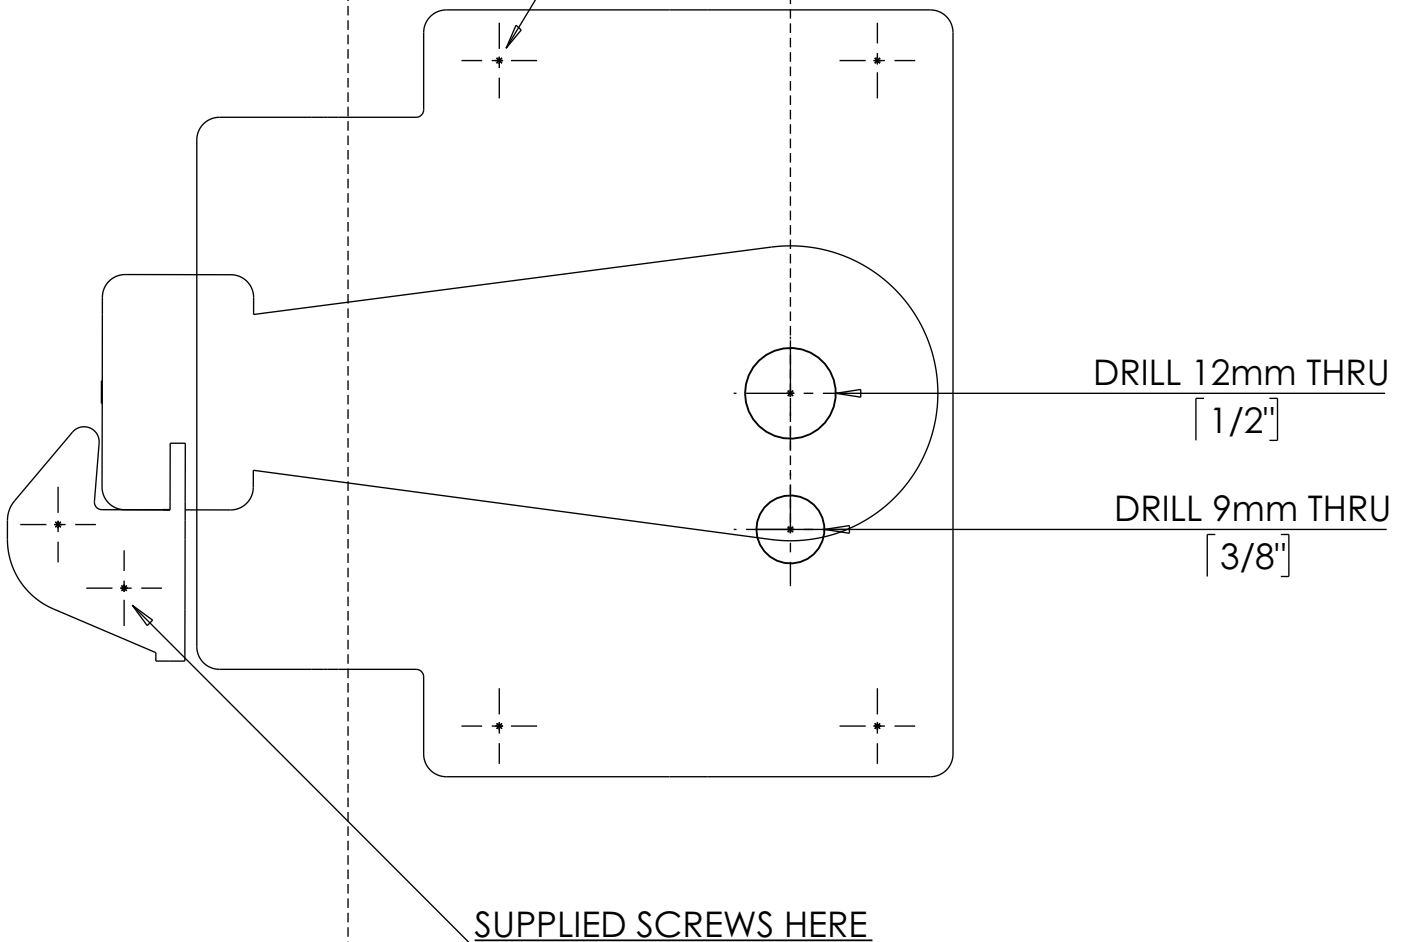 DRILL 12mm THRU
[1/2"]
DRILL 9mm THRU
[3/8"]
SUPPLIED SCREWS HERE